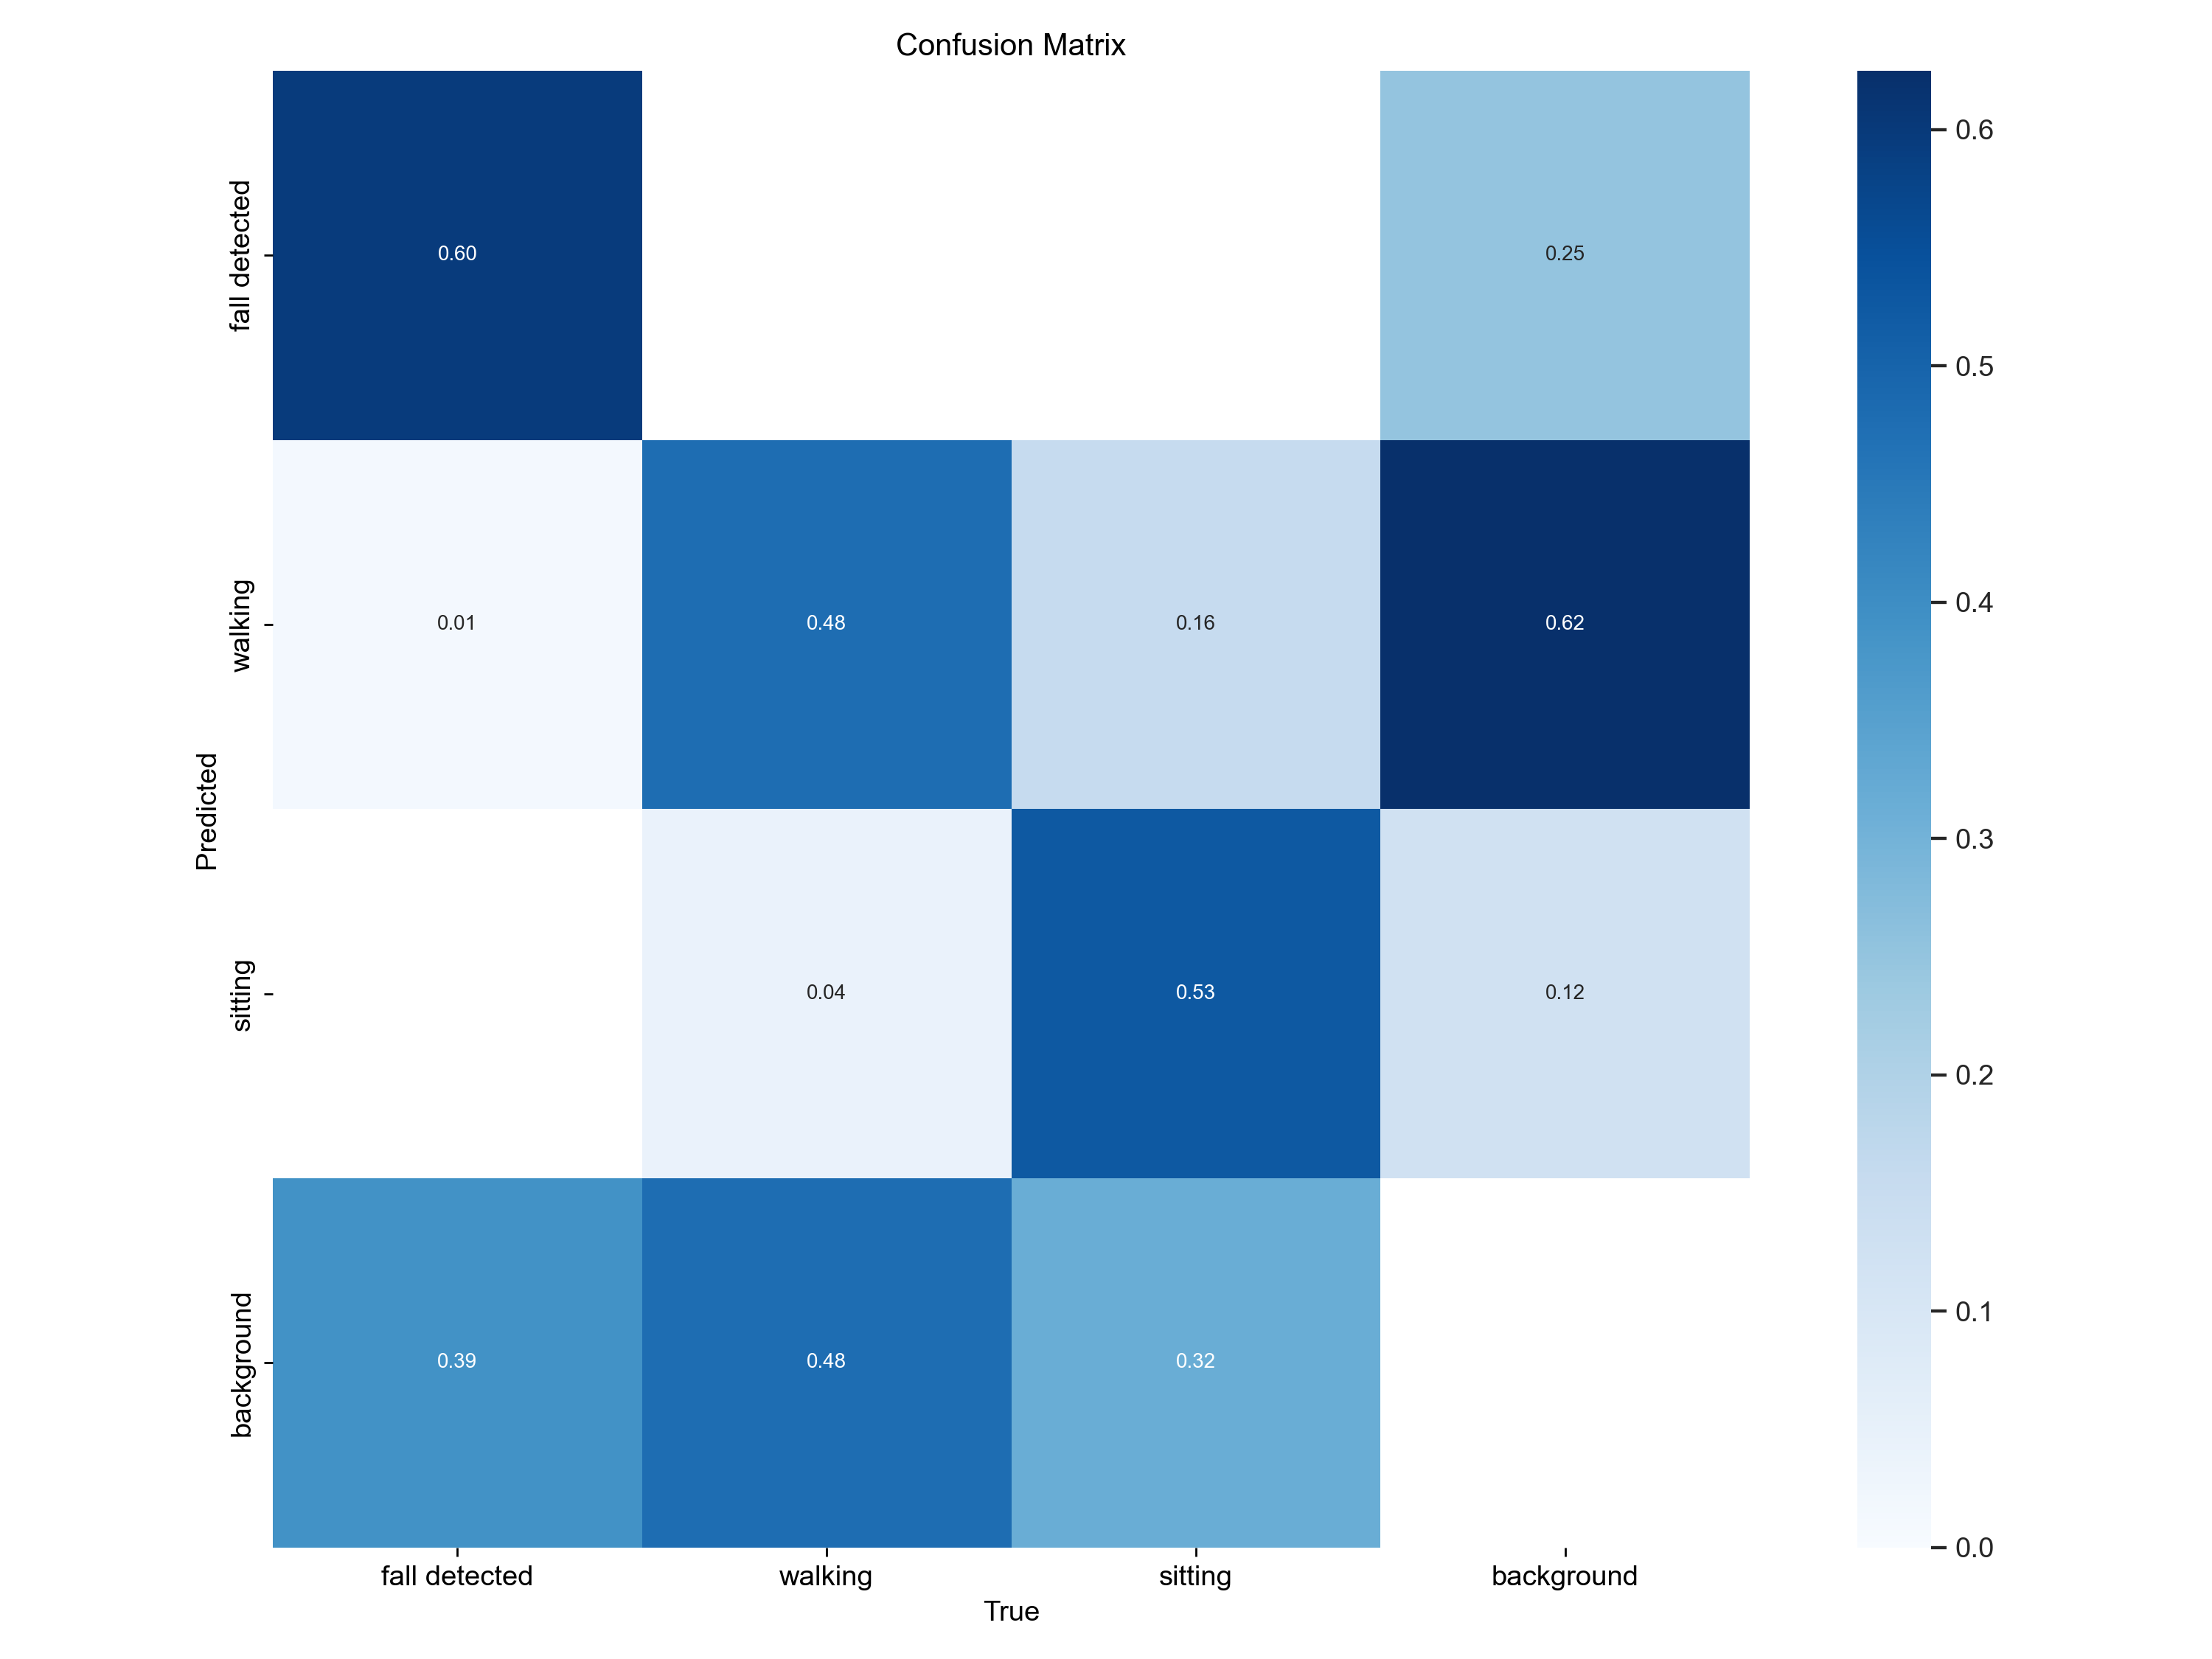 Confusion Matrix
fall detected
walking
sitting
background
Predicted
0.60
0.25
0.01
0.48
0.16
0.62
0.04
0.53
0.12
0.39
0.48
0.32
fall detected
walking
sitting
background
True
0.6
0.5
0.4
0.3
0.2
0.1
0.0